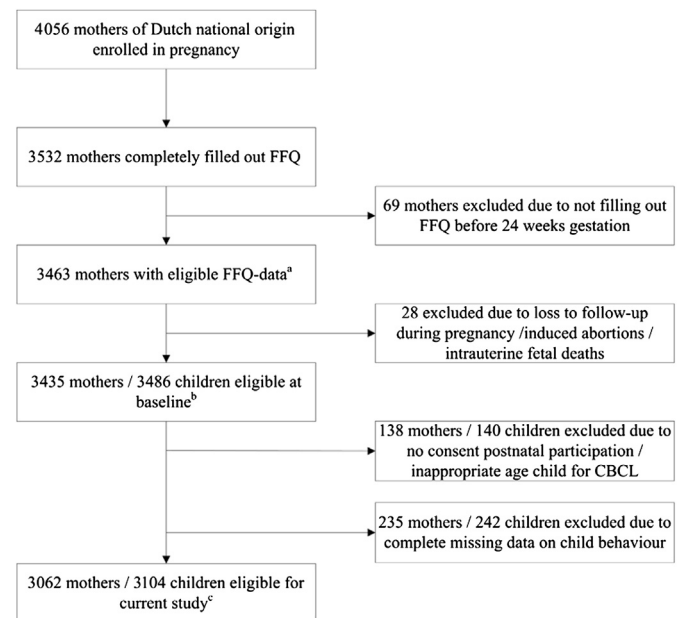 4056 mothers of Dutch national origin
enrolled in pregnancy
3532 mothers completely filled out FFQ
69 mothers excluded due to not filling out
FFQ before 24 weeks gestation
3463 mothers with eligible FFQ-dataᵃ
28 excluded due to loss to follow-up
during pregnancy /induced abortions /
intrauterine fetal deaths
3435 mothers / 3486 children eligible at
baselineᵇ
138 mothers / 140 children excluded due to
no consent postnatal participation /
inappropriate age child for CBCL
235 mothers / 242 children excluded due to
complete missing data on child behaviour
3062 mothers / 3104 children eligible for
current studyᶜ